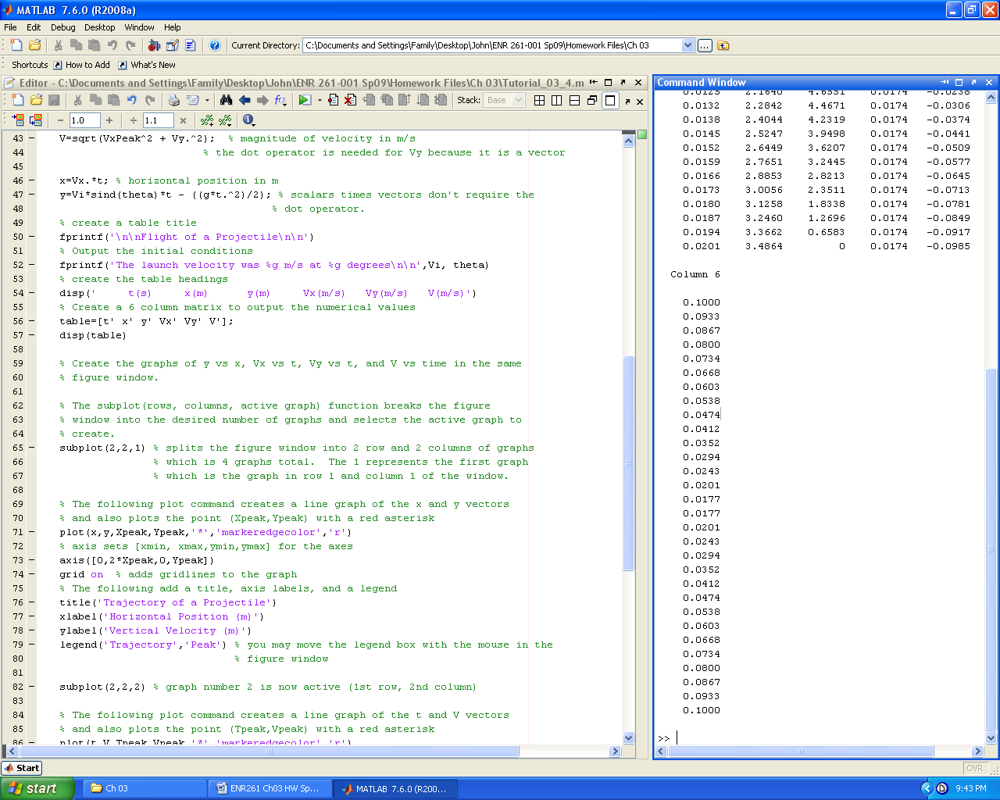 MATLAB 7.6.0 (R2008a)
File Edit Debug Desktop Window Help
Current Directory: C:\Documents and Settings\Family\Desktop\John\ENR 261-001 Sp09\Homework Files\Ch 03
Shortcuts How to Add What's New
Editor - C:\Documents and Settings\Family\Desktop\John\ENR 261-001 Sp09\Homework Files\Ch 03\Tutorial_03_4.m
Stack: Base
- 1.0 + ÷ 1.1 ×
43 - V=sqrt(VxPeak^2 + Vy.^2); % magnitude of velocity in m/s
44 % the dot operator is needed for Vy because it is a vector
45
46 - x=Vx.*t; % horizontal position in m
47 - y=Vi*sind(theta)*t - ((g*t.^2)/2); % scalars times vectors don't require the
48 % dot operator.
49 % create a table title
50 - fprintf('\n\nFlight of a Projectile\n\n')
51 % Output the initial conditions
52 - fprintf('The launch velocity was %g m/s at %g degrees\n\n',Vi, theta)
53 % create the table headings
54 - disp(' t(s) x(m) y(m) Vx(m/s) Vy(m/s) V(m/s)')
55 % Create a 6 column matrix to output the numerical values
56 - table=[t' x' y' Vx' Vy' V'];
57 - disp(table)
58
59 % Create the graphs of y vs x, Vx vs t, Vy vs t, and V vs time in the same
60 % figure window.
61
62 % The subplot(rows, columns, active graph) function breaks the figure
63 % window into the desired number of graphs and selects the active graph to
64 % create.
65 - subplot(2,2,1) % splits the figure window into 2 row and 2 columns of graphs
66 % which is 4 graphs total. The 1 represents the first graph
67 % which is the graph in row 1 and column 1 of the window.
68
69 % The following plot command creates a line graph of the x and y vectors
70 % and also plots the point (Xpeak,Ypeak) with a red asterisk
71 - plot(x,y,Xpeak,Ypeak,'*','markeredgecolor','r')
72 % axis sets [xmin, xmax,ymin,ymax] for the axes
73 - axis([0,2*Xpeak,0,Ypeak])
74 - grid on % adds gridlines to the graph
75 % The following add a title, axis labels, and a legend
76 - title('Trajectory of a Projectile')
77 - xlabel('Horizontal Position (m)')
78 - ylabel('Vertical Velocity (m)')
79 - legend('Trajectory','Peak') % you may move the legend box with the mouse in the
80 % figure window
81
82 - subplot(2,2,2) % graph number 2 is now active (1st row, 2nd column)
83
84 % The following plot command creates a line graph of the t and V vectors
85 % and also plots the point (Tpeak,Vpeak) with a red asterisk
86 - plot(t,V,Tpeak,Vpeak,'*','markeredgecolor','r')
Command Window
0.0125 2.1640 4.6551 0.0174 -0.0238
0.0132 2.2842 4.4671 0.0174 -0.0306
0.0138 2.4044 4.2319 0.0174 -0.0374
0.0145 2.5247 3.9498 0.0174 -0.0441
0.0152 2.6449 3.6207 0.0174 -0.0509
0.0159 2.7651 3.2445 0.0174 -0.0577
0.0166 2.8853 2.8213 0.0174 -0.0645
0.0173 3.0056 2.3511 0.0174 -0.0713
0.0180 3.1258 1.8338 0.0174 -0.0781
0.0187 3.2460 1.2696 0.0174 -0.0849
0.0194 3.3662 0.6583 0.0174 -0.0917
0.0201 3.4864 0 0.0174 -0.0985
Column 6
0.1000
0.0933
0.0867
0.0800
0.0734
0.0668
0.0603
0.0538
0.0474
0.0412
0.0352
0.0294
0.0243
0.0201
0.0177
0.0177
0.0201
0.0243
0.0294
0.0352
0.0412
0.0474
0.0538
0.0603
0.0668
0.0734
0.0800
0.0867
0.0933
0.1000
>>
Start
OVR
start Ch 03 ENR261 Ch03 HW Sp... MATLAB 7.6.0 (R200... 9:43 PM